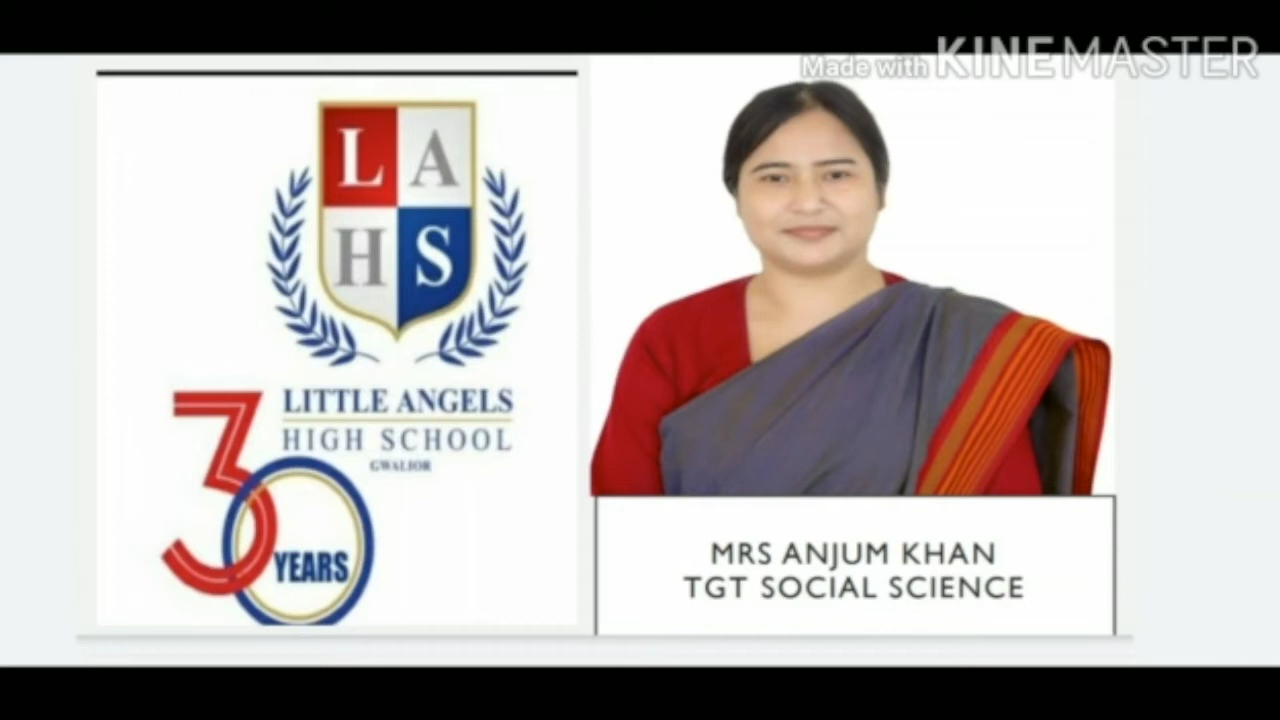 Made with KINEMASTER
L A
H S
LITTLE ANGELS
HIGH SCHOOL
GWALIOR
30
YEARS
MRS ANJUM KHAN
TGT SOCIAL SCIENCE